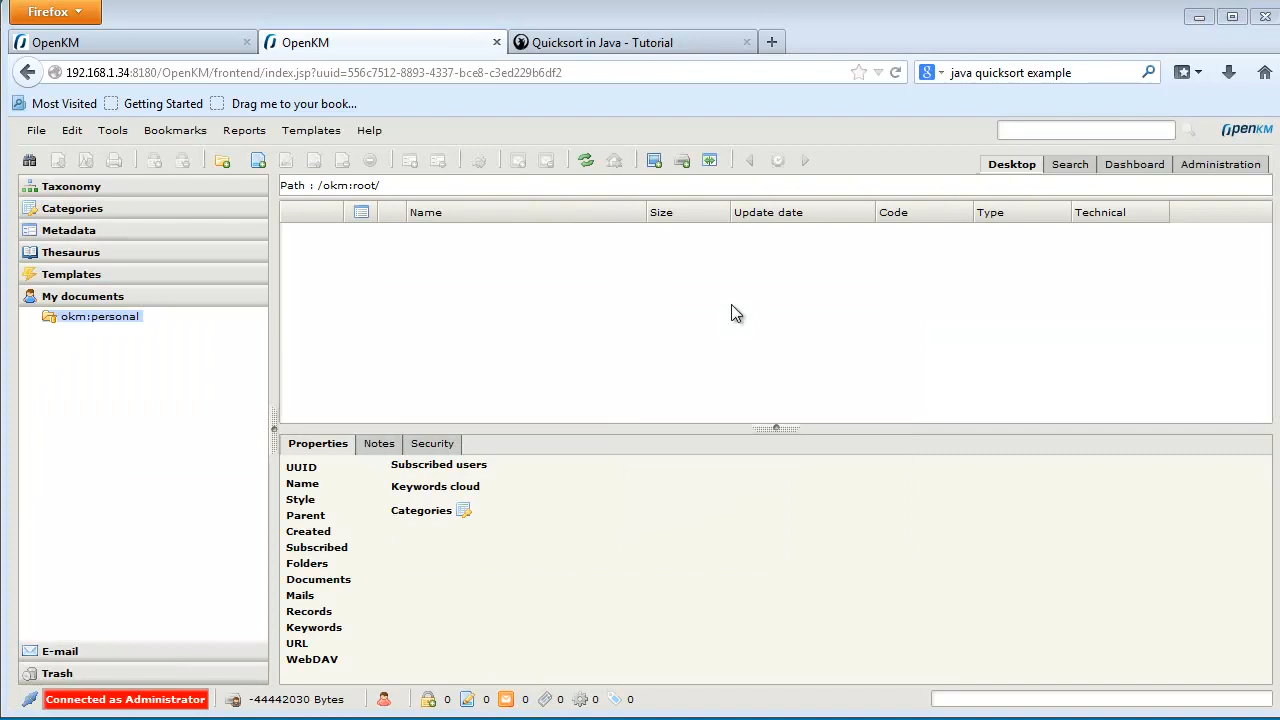 Firefox
OpenKM
OpenKM
Quicksort in Java - Tutorial
192.168.1.34:8180/OpenKM/frontend/index.jsp?uuid=556c7512-8893-4337-bce8-c3ed229b6df2
java quicksort example
Most Visited Getting Started Drag me to your book...
File Edit Tools Bookmarks Reports Templates Help
OPENKM
Desktop Search Dashboard Administration
Taxonomy
Categories
Metadata
Thesaurus
Templates
My documents
okm:personal
E-mail
Trash
Path : /okm:root/
Name Size Update date Code Type Technical
Properties Notes Security
UUID
Name
Style
Parent
Created
Subscribed
Folders
Documents
Mails
Records
Keywords
URL
WebDAV
Subscribed users
Keywords cloud
Categories
Connected as Administrator -44442030 Bytes 0 0 0 0 0 0